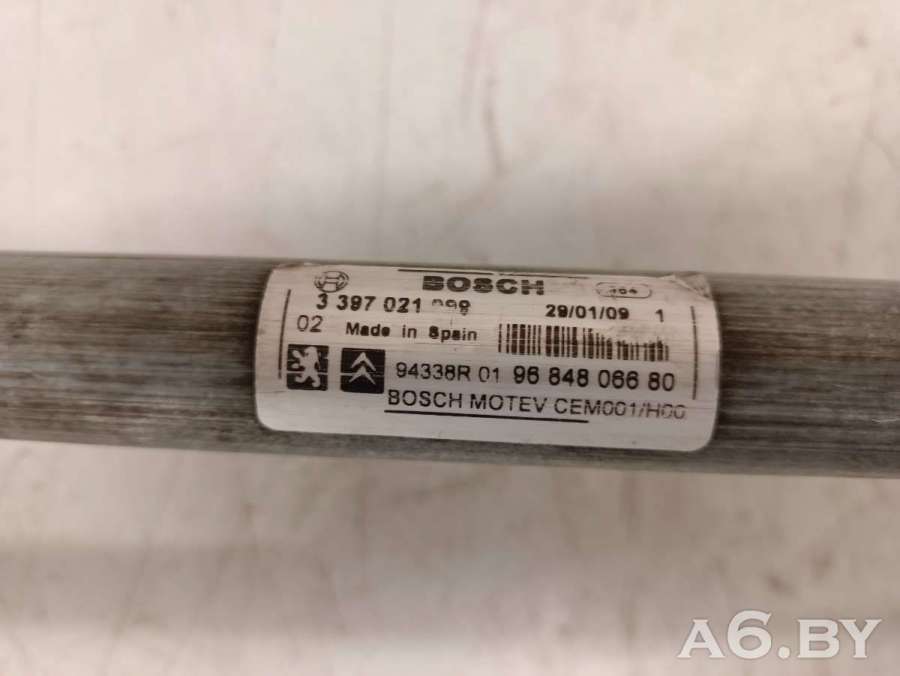 BOSCH
3 397 021 29/01/09 1
02 Made in Spain
94338R 01 96 848 066 80
BOSCH MOTEV CEM001/H00
A6.BY